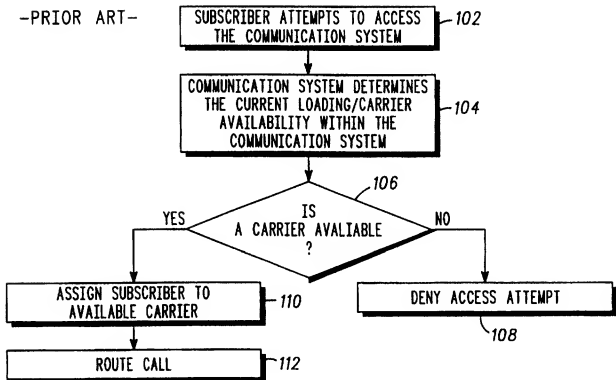 -PRIOR ART-
SUBSCRIBER ATTEMPTS TO ACCESS
THE COMMUNICATION SYSTEM
102
COMMUNICATION SYSTEM DETERMINES
THE CURRENT LOADING/CARRIER
AVAILABILITY WITHIN THE
COMMUNICATION SYSTEM
104
106
IS
A CARRIER AVALIABLE
?
YES
NO
ASSIGN SUBSCRIBER TO
AVAILABLE CARRIER
110
DENY ACCESS ATTEMPT
108
ROUTE CALL
112